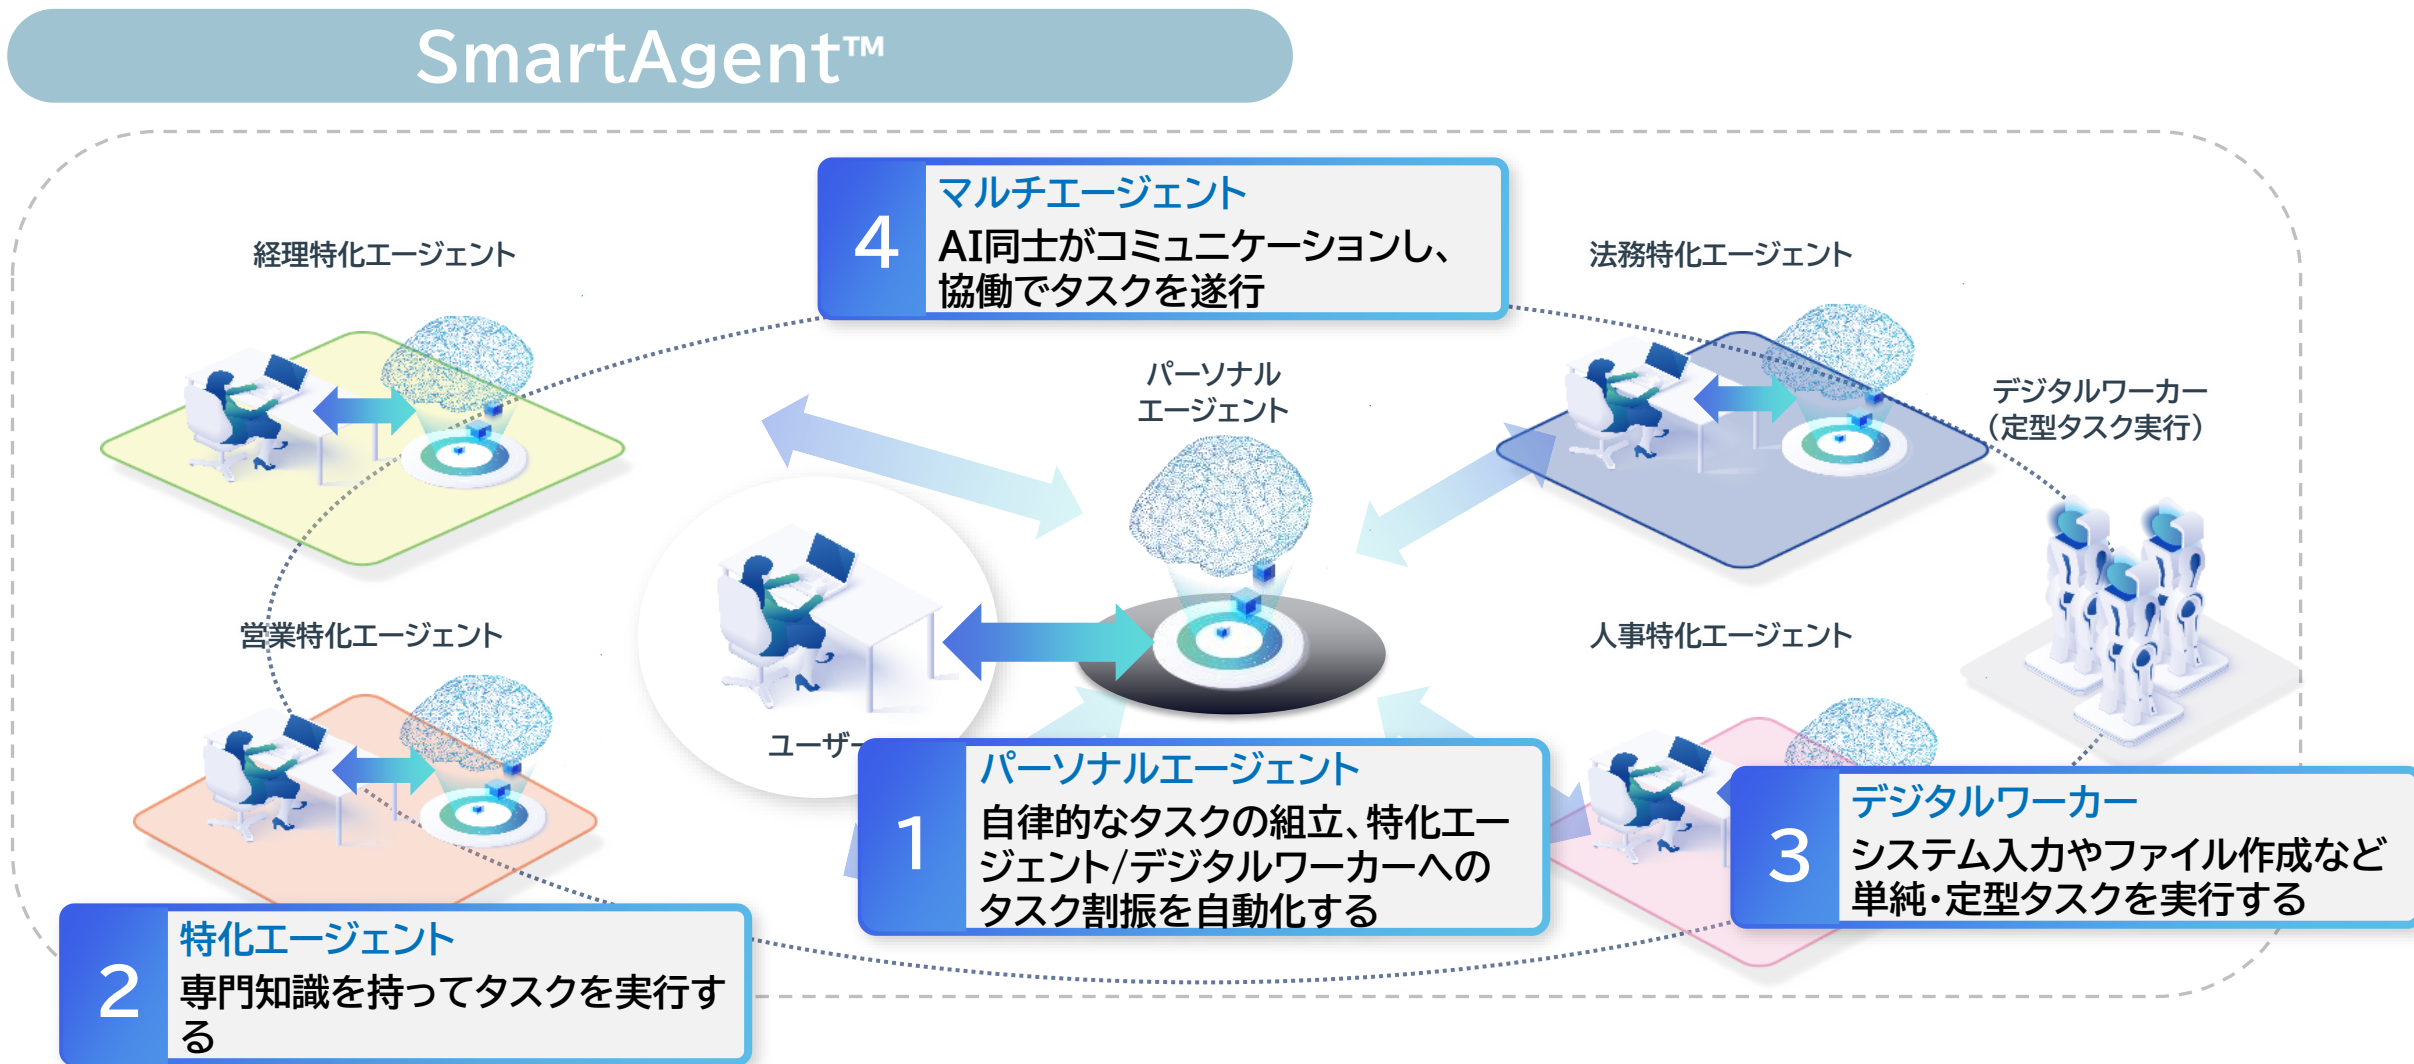 SmartAgent™
4
マルチエージェント
AI同士がコミュニケーションし、
協働でタスクを遂行
経理特化エージェント
法務特化エージェント
パーソナル
エージェント
デジタルワーカー
（定型タスク実行）
営業特化エージェント
人事特化エージェント
ユーザー
1
パーソナルエージェント
自律的なタスクの組立、特化エー
ジェント/デジタルワーカーへの
タスク割振を自動化する
3
デジタルワーカー
システム入力やファイル作成など
単純・定型タスクを実行する
2
特化エージェント
専門知識を持ってタスクを実行す
る